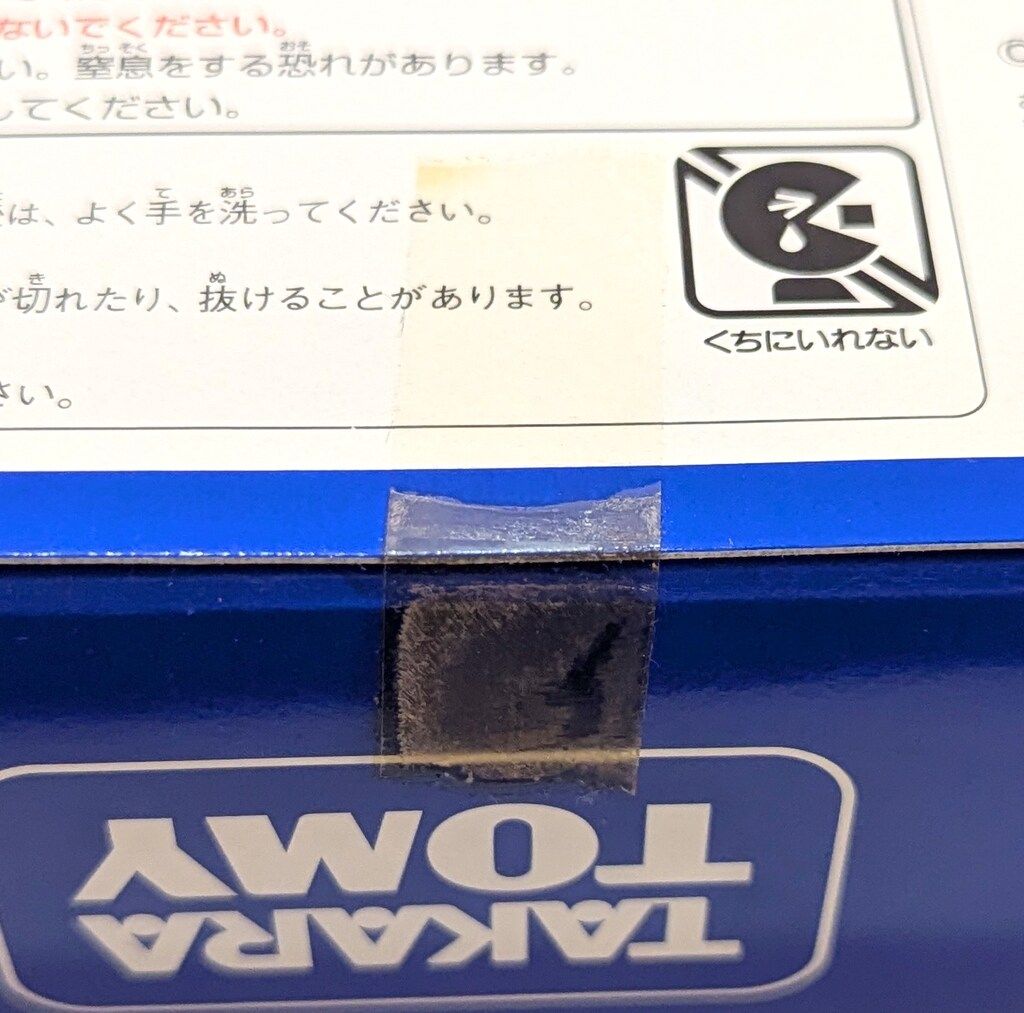 ないでください。
い。窒息をする恐れがあります。
してください。
は、よく手を洗ってください。
が切れたり、抜けることがあります。
さい。
くちにいれない
TAKARA
TOMY